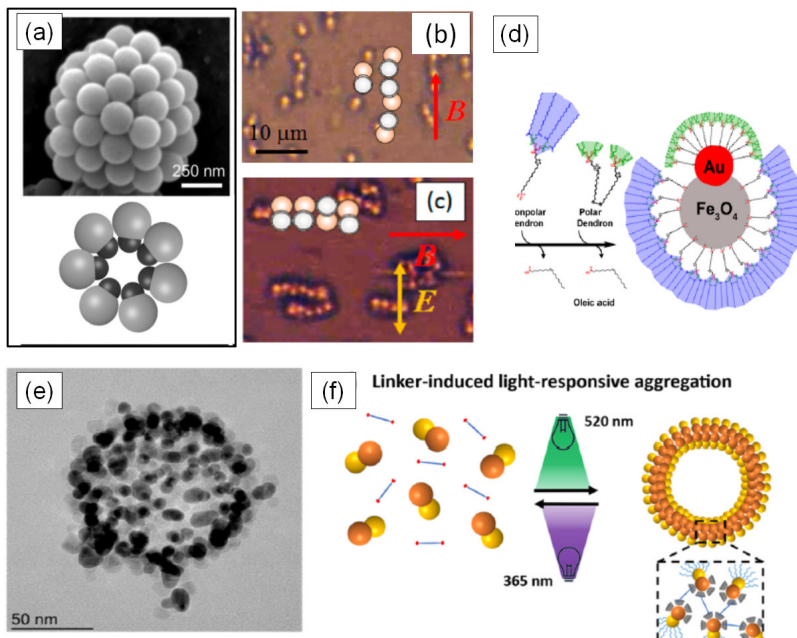 (a)
250 nm
(b)
10 μm
B
(c)
B
E
(d)
onpolar
endron
Polar
Dendron
Oleic acid
Au
Fe₃O₄
(e)
50 nm
(f)
Linker-induced light-responsive aggregation
520 nm
365 nm